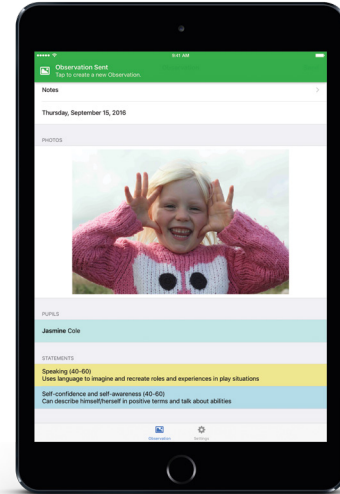 9:41 AM
Observation Sent
Tap to create a new Observation.
Notes
Thursday, September 15, 2016
PHOTOS
PUPILS
Jasmine Cole
STATEMENTS
Speaking (40-60)
Uses language to imagine and recreate roles and experiences in play situations
Self-confidence and self-awareness (40-60)
Can describe himself/herself in positive terms and talk about abilities
Observation
Settings